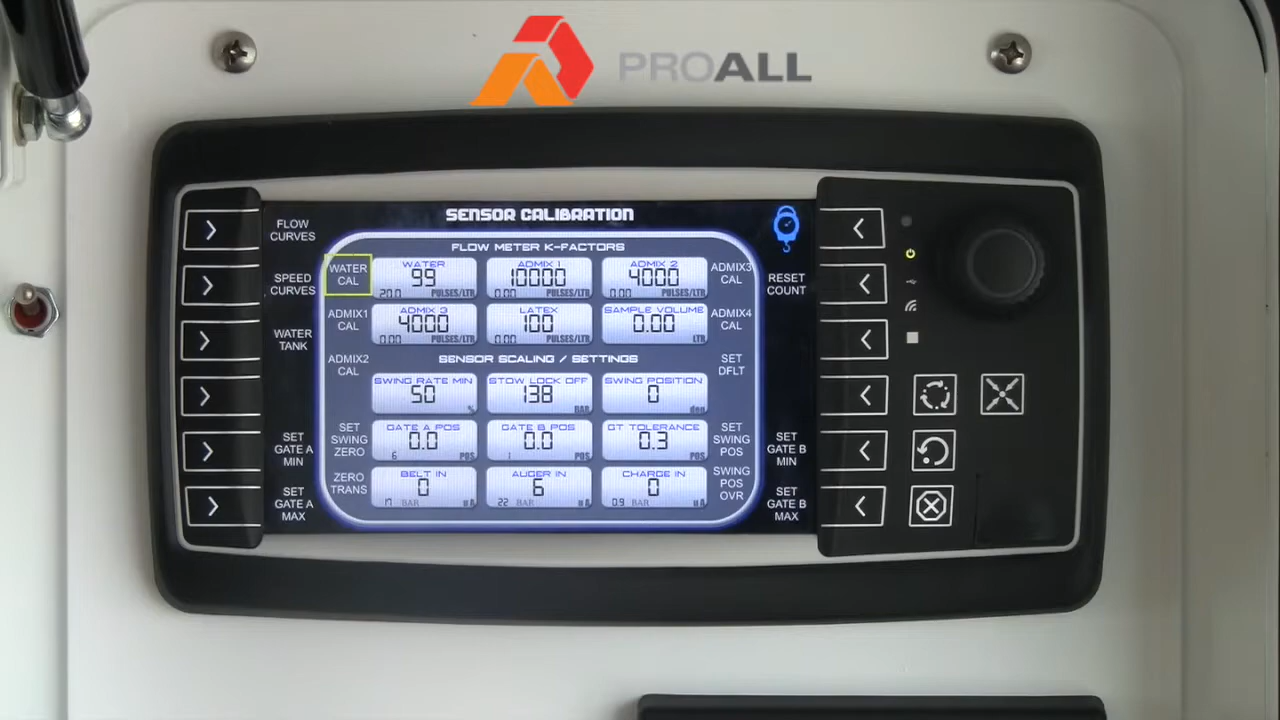 PROALL
SENSOR CALIBRATION
FLOW CURVES
SPEED CURVES
WATER TANK
SET GATE A MIN
SET GATE A MAX
FLOW METER K-FACTORS
WATER CAL
WATER
99
PULSES/LTR
ADMIX 1
10000
0.00 PULSES/LTR
ADMIX 2
4000
0.00 PULSES/LTR
ADMIX3 CAL
ADMIX1 CAL
ADMIX 3
4000
0.00 PULSES/LTR
LATEX
100
0.00 PULSES/LTR
SAMPLE VOLUME
0.00
LTR
ADMIX4 CAL
ADMIX2 CAL
SENSOR SCALING / SETTINGS
SET DFLT
SWING RATE MIN
50
%
STOW LOCK OFF
138
BAR
SWING POSITION
0
deg
SET SWING ZERO
GATE A POS
0.0
6 POS
GATE B POS
0.0
1 POS
GT TOLERANCE
0.3
POS
SET SWING POS
ZERO TRANS
BELT IN
0
17 BAR uA
AUGER IN
6
22 BAR uA
CHARGE IN
0
0.9 BAR uA
SWING POS OVR
RESET COUNT
SET GATE B MIN
SET GATE B MAX